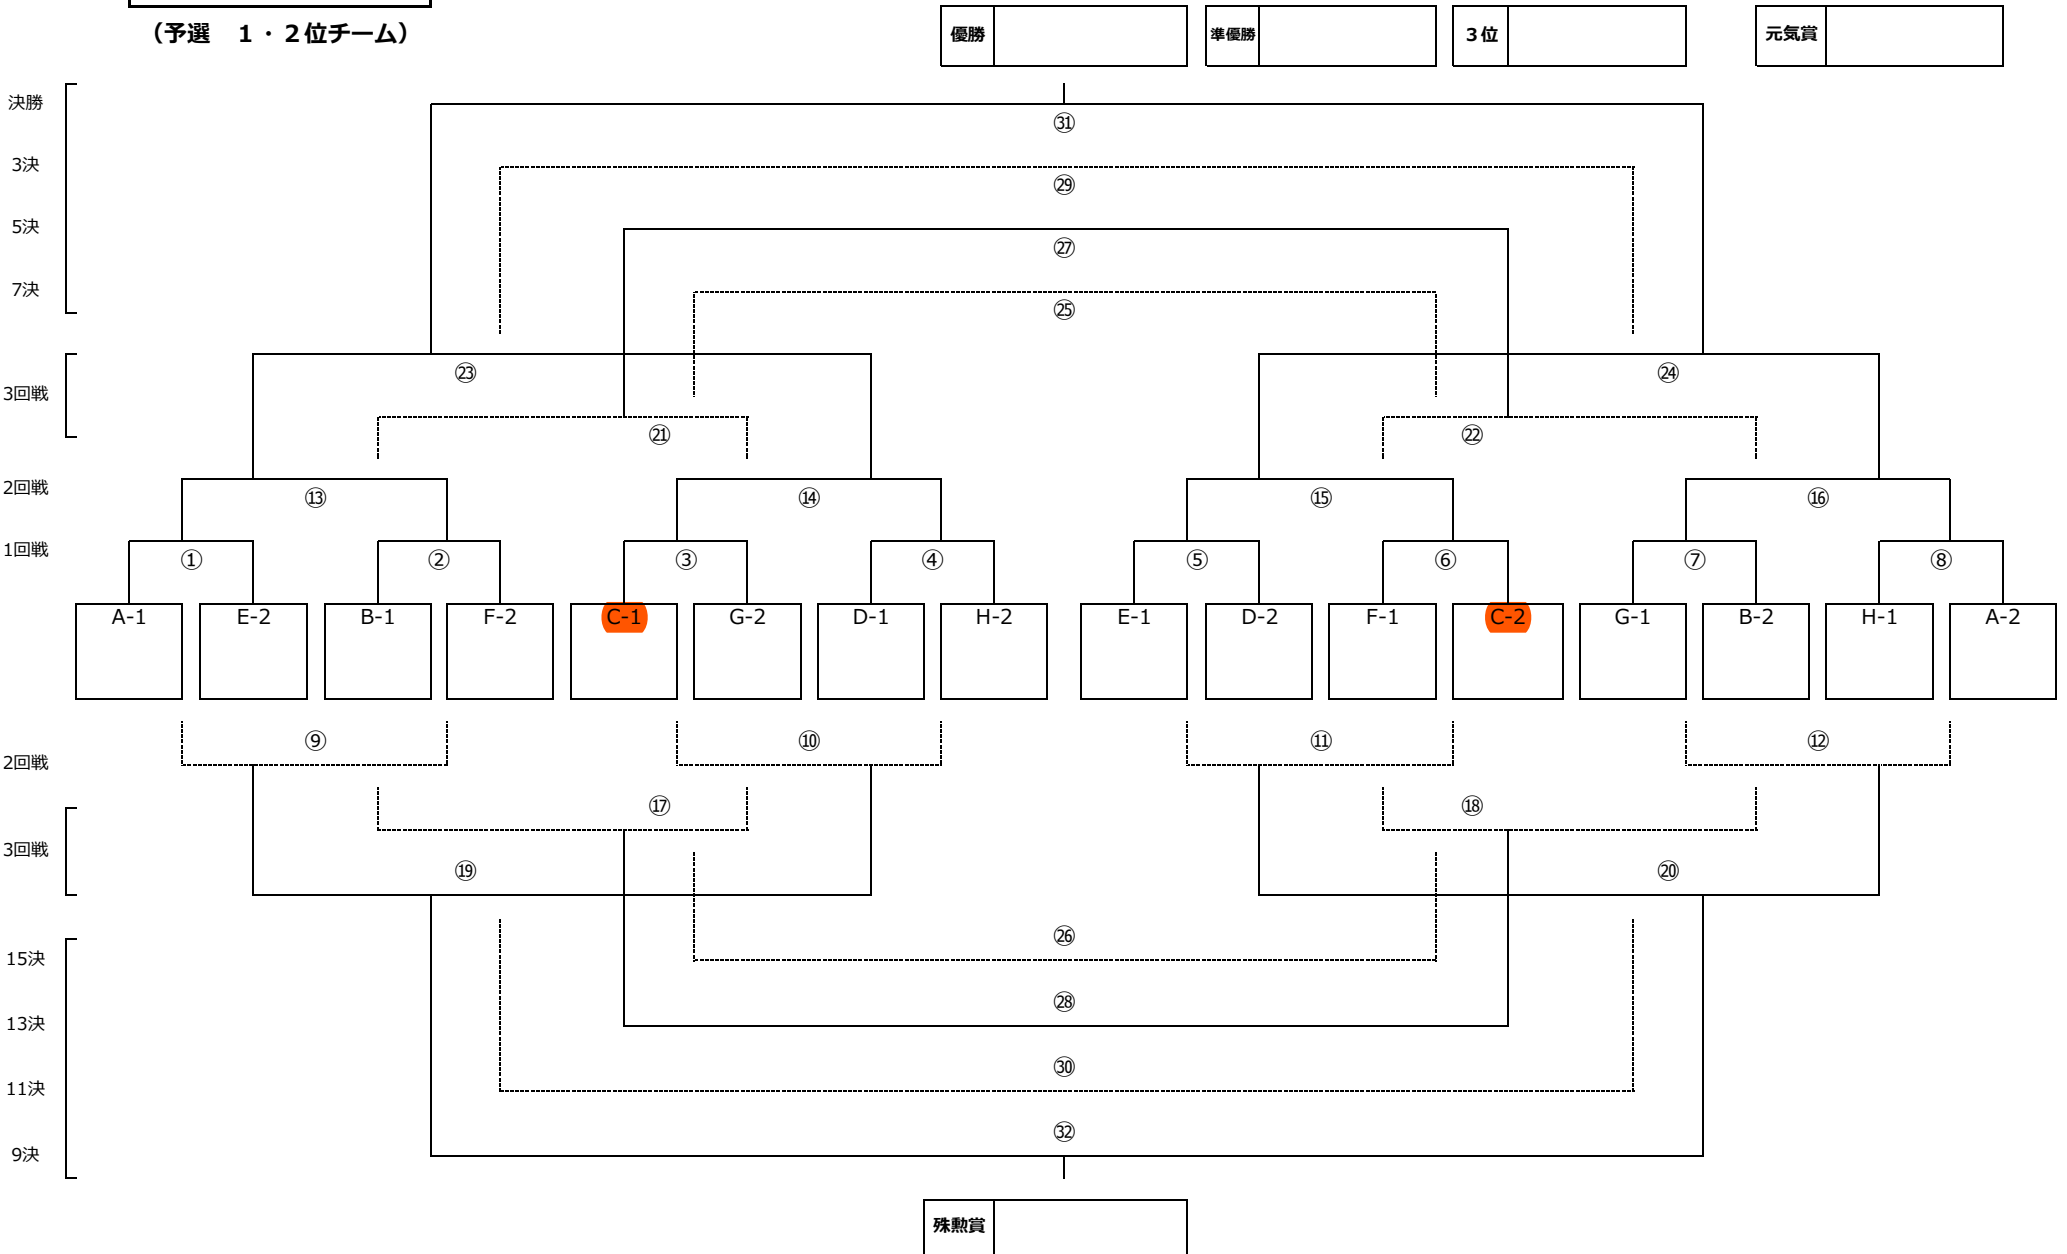 （予選　１・２位チーム）
優勝
準優勝
３位
元気賞
決勝
㉛
3決
㉙
5決
㉗
7決
㉕
3回戦
㉓
㉔
㉑
㉒
2回戦
⑬
⑭
⑮
⑯
1回戦
①
②
③
④
⑤
⑥
⑦
⑧
A-1
E-2
B-1
F-2
C-1
G-2
D-1
H-2
E-1
D-2
F-1
C-2
G-1
B-2
H-1
A-2
⑨
⑩
⑪
⑫
2回戦
⑰
⑱
3回戦
⑲
⑳
㉖
15決
㉘
13決
㉚
11決
㉜
9決
殊勲賞